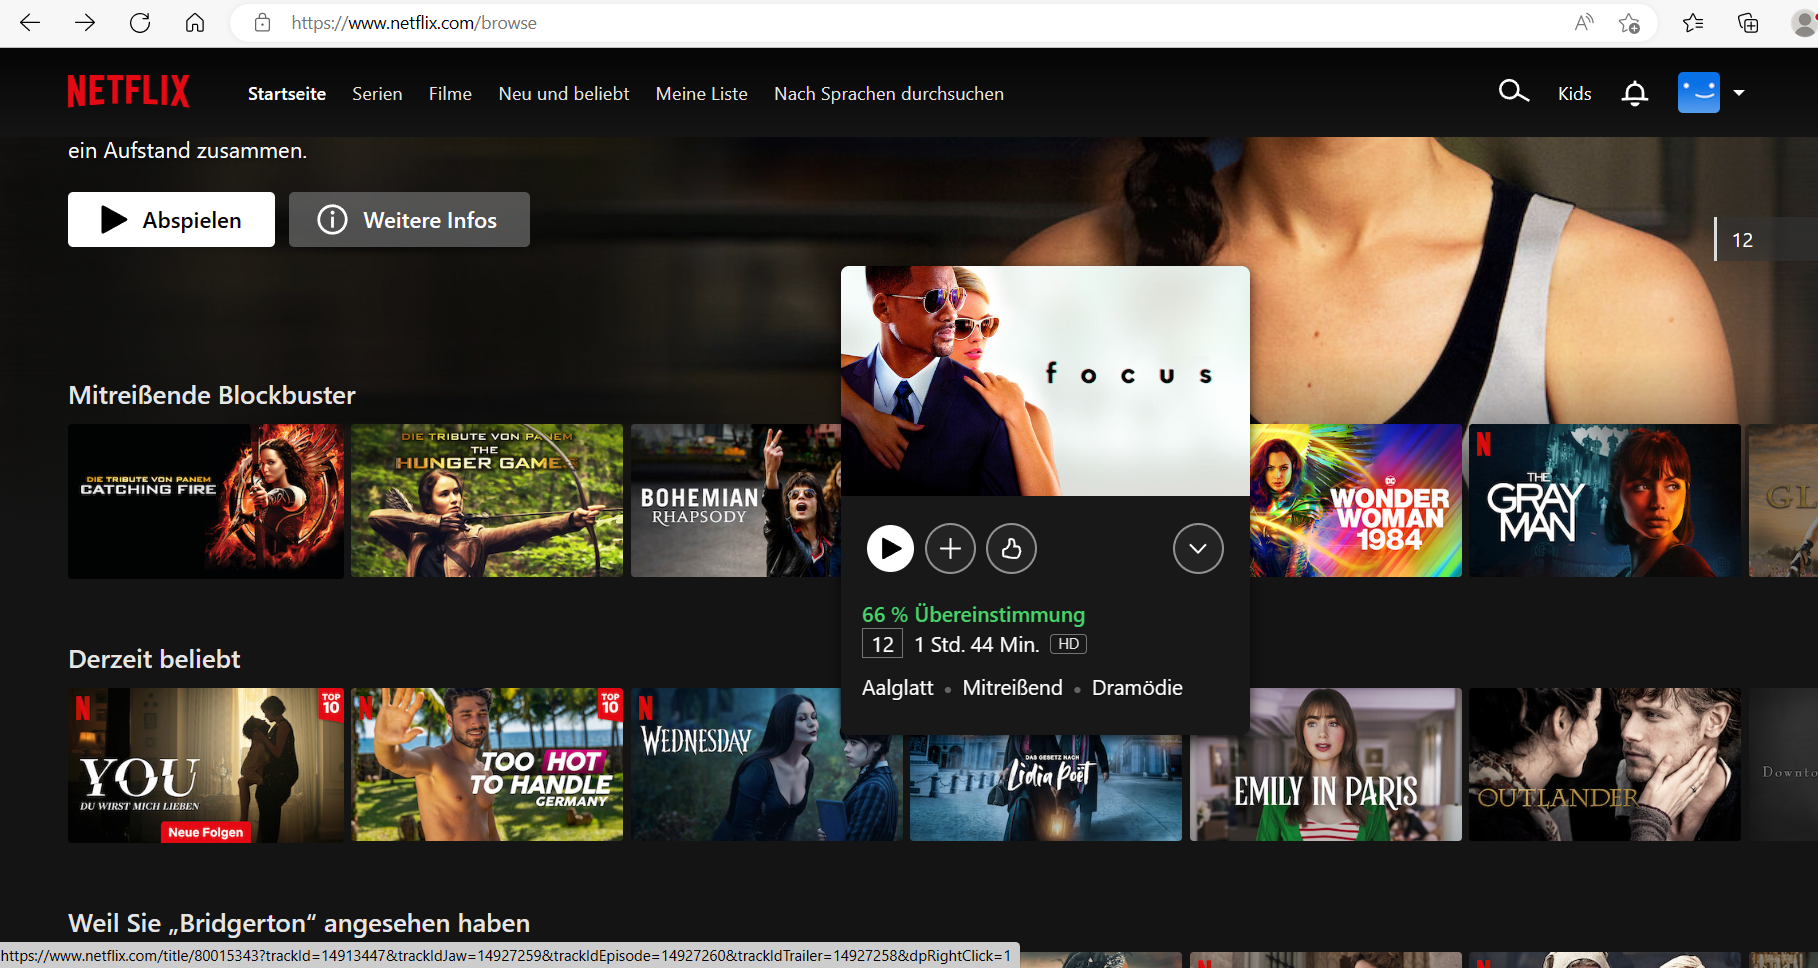 https://www.netflix.com/browse
NETFLIX
Startseite
Serien
Filme
Neu und beliebt
Meine Liste
Nach Sprachen durchsuchen
Kids
ein Aufstand zusammen.
Abspielen
Weitere Infos
12
focus
Mitreißende Blockbuster
DIE TRIBUTE VON PANEM
CATCHING FIRE
DIE TRIBUTE VON PANEM
THE
HUNGER GAMES
BOHEMIAN
RHAPSODY
DC
WONDER
WOMAN
1984
N
THE
GRAY
MAN
GL
66 % Übereinstimmung
12 1 Std. 44 Min. HD
Aalglatt • Mitreißend • Dramödie
Derzeit beliebt
N
TOP
10
YOU
DU WIRST MICH LIEBEN
Neue Folgen
N
TOP
10
TOO HOT
TO HANDLE
GERMANY
N
WEDNESDAY
DAS GESETZ NACH
Lidia Poët
EMILY IN PARIS
OUTLANDER
Downto
Weil Sie „Bridgerton“ angesehen haben
https://www.netflix.com/title/80015343?trackId=14913447&trackIdJaw=14927259&trackIdEpisode=14927260&trackIdTrailer=14927258&dpRightClick=1